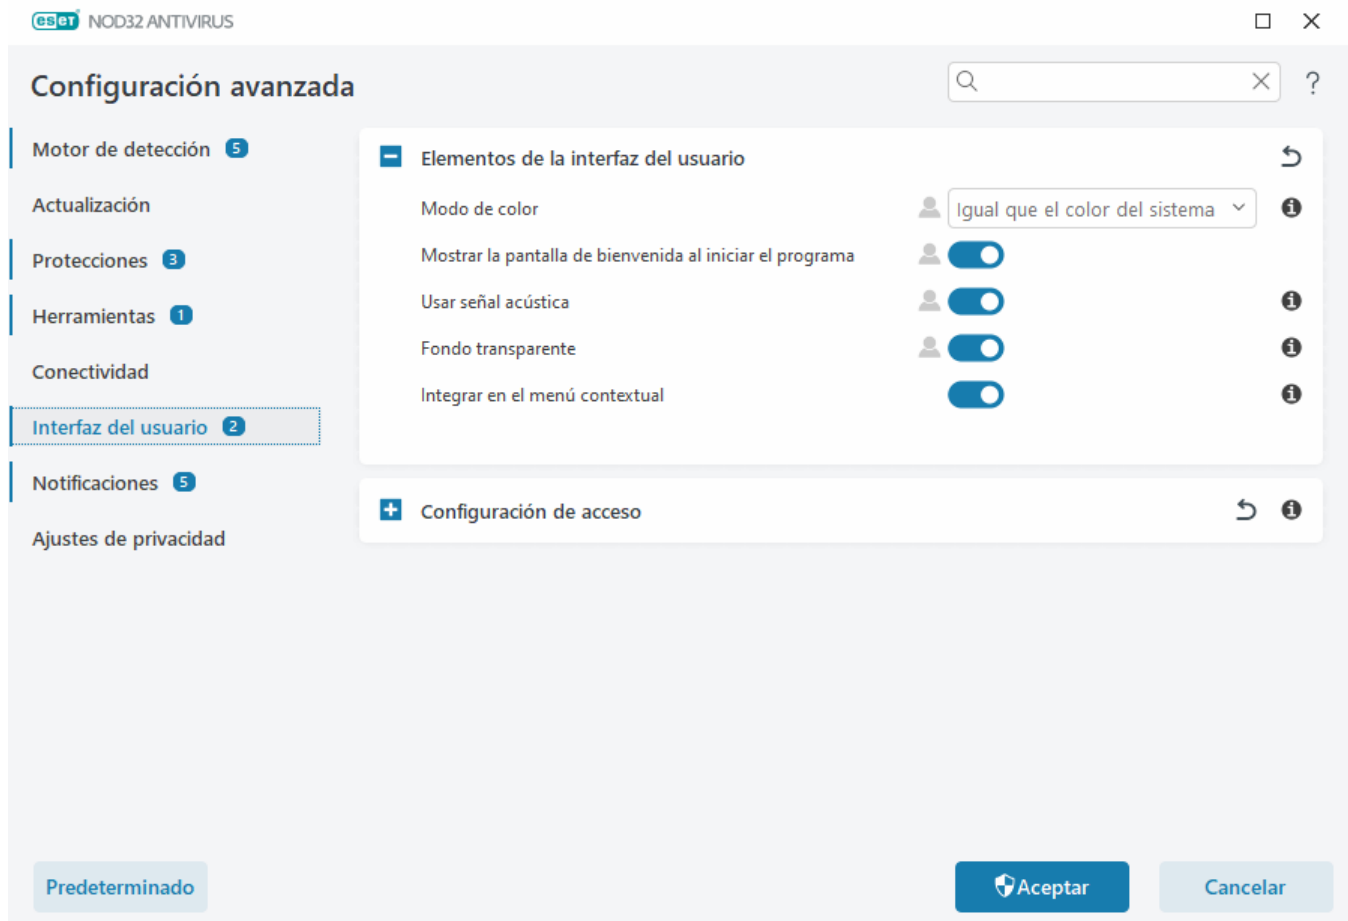 eset NOD32 ANTIVIRUS
Configuración avanzada
?
Motor de detección 5
Actualización
Protecciones 3
Herramientas 1
Conectividad
Interfaz del usuario 2
Notificaciones 5
Ajustes de privacidad
Elementos de la interfaz del usuario
Modo de color Igual que el color del sistema
Mostrar la pantalla de bienvenida al iniciar el programa
Usar señal acústica
Fondo transparente
Integrar en el menú contextual
Configuración de acceso
Predeterminado
Aceptar
Cancelar